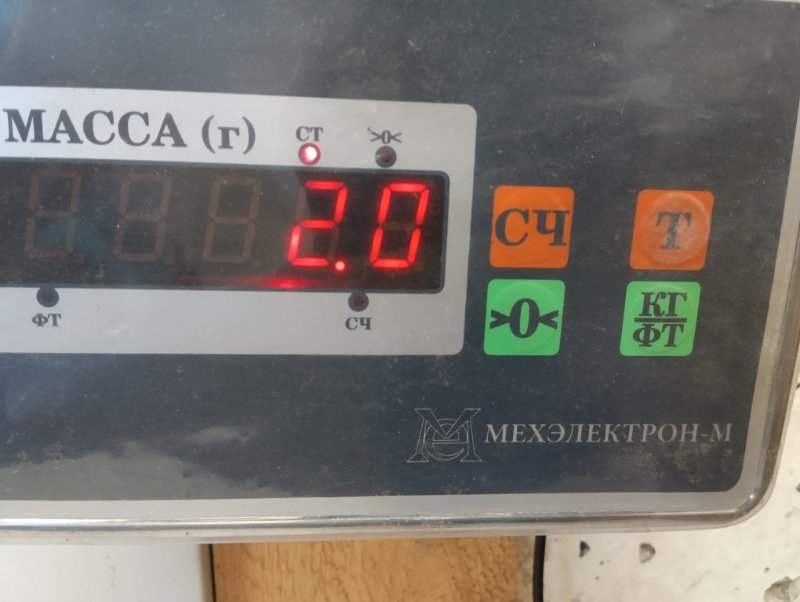 МАССА (г)
СТ
>0<
2.0
ФТ
СЧ
СЧ
Т
>0<
КГ
ФТ
МЕХЭЛЕКТРОН-М